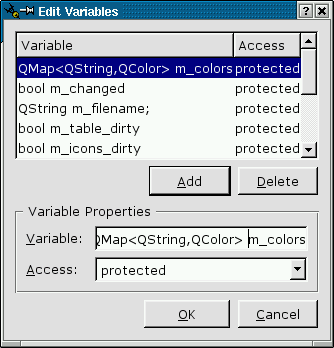 Edit Variables
Variable Access
QMap<QString,QColor> m_colors protected
bool m_changed protected
QString m_filename; protected
bool m_table_dirty protected
bool m_icons_dirty protected
Add Delete
Variable Properties
Variable: QMap<QString,QColor> m_colors
Access: protected
OK Cancel